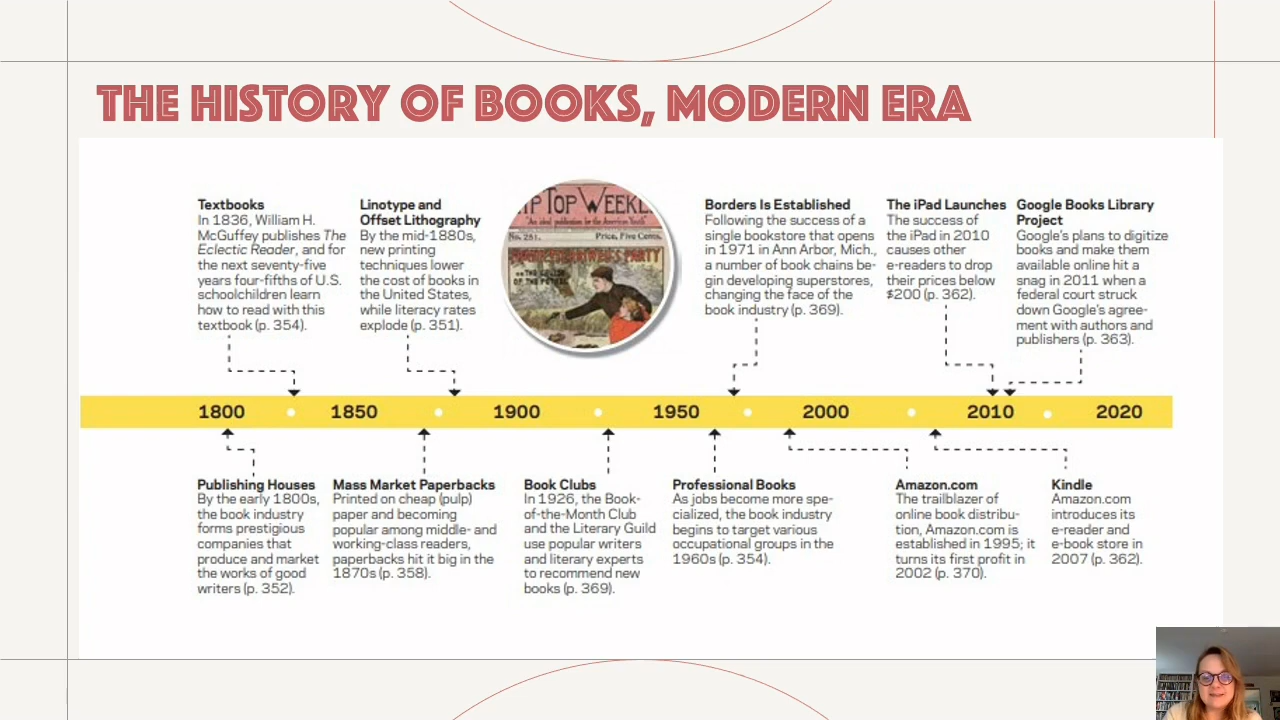 THE HISTORY OF BOOKS, MODERN ERA
Textbooks
In 1836, William H.
McGuffey publishes The
Eclectic Reader, and for
the next seventy-five
years four-fifths of U.S.
schoolchildren learn
how to read with this
textbook (p. 354).
Linotype and
Offset Lithography
By the mid-1880s,
new printing
techniques lower
the cost of books in
the United States,
while literacy rates
explode (p. 351).
IP TOP WEEKL
"An ideal publication for the American Youth"
No. 251.
Price, Five Cents.
PARTY
Borders Is Established
Following the success of a
single bookstore that opens
in 1971 in Ann Arbor, Mich.,
a number of book chains be-
gin developing superstores,
changing the face of the
book industry (p. 369).
The iPad Launches
The success of
the iPad in 2010
causes other
e-readers to drop
their prices below
$200 (p. 362).
Google Books Library
Project
Google's plans to digitize
books and make them
available online hit a
snag in 2011 when a
federal court struck
down Google's agree-
ment with authors and
publishers (p. 363).
1800 1850 1900 1950 2000 2010 2020
Publishing Houses
By the early 1800s,
the book industry
forms prestigious
companies that
produce and market
the works of good
writers (p. 352).
Mass Market Paperbacks
Printed on cheap (pulp)
paper and becoming
popular among middle- and
working-class readers,
paperbacks hit it big in the
1870s (p. 358).
Book Clubs
In 1926, the Book-
of-the-Month Club
and the Literary Guild
use popular writers
and literary experts
to recommend new
books (p. 369).
Professional Books
As jobs become more spe-
cialized, the book industry
begins to target various
occupational groups in the
1960s (p. 354).
Amazon.com
The trailblazer of
online book distribu-
tion, Amazon.com is
established in 1995; it
turns its first profit in
2002 (p. 370).
Kindle
Amazon.com
introduces its
e-reader and
e-book store in
2007 (p. 362).